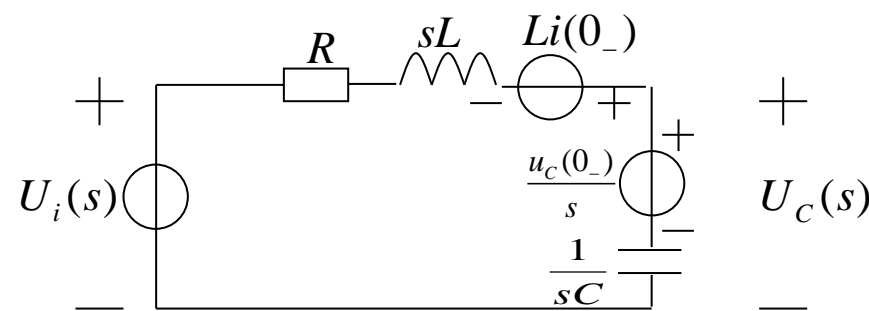 R
sL
Li(0_)
+
+
−
+
+
U_i(s)
u_C(0_)
s
U_C(s)
−
1
sC
−
−